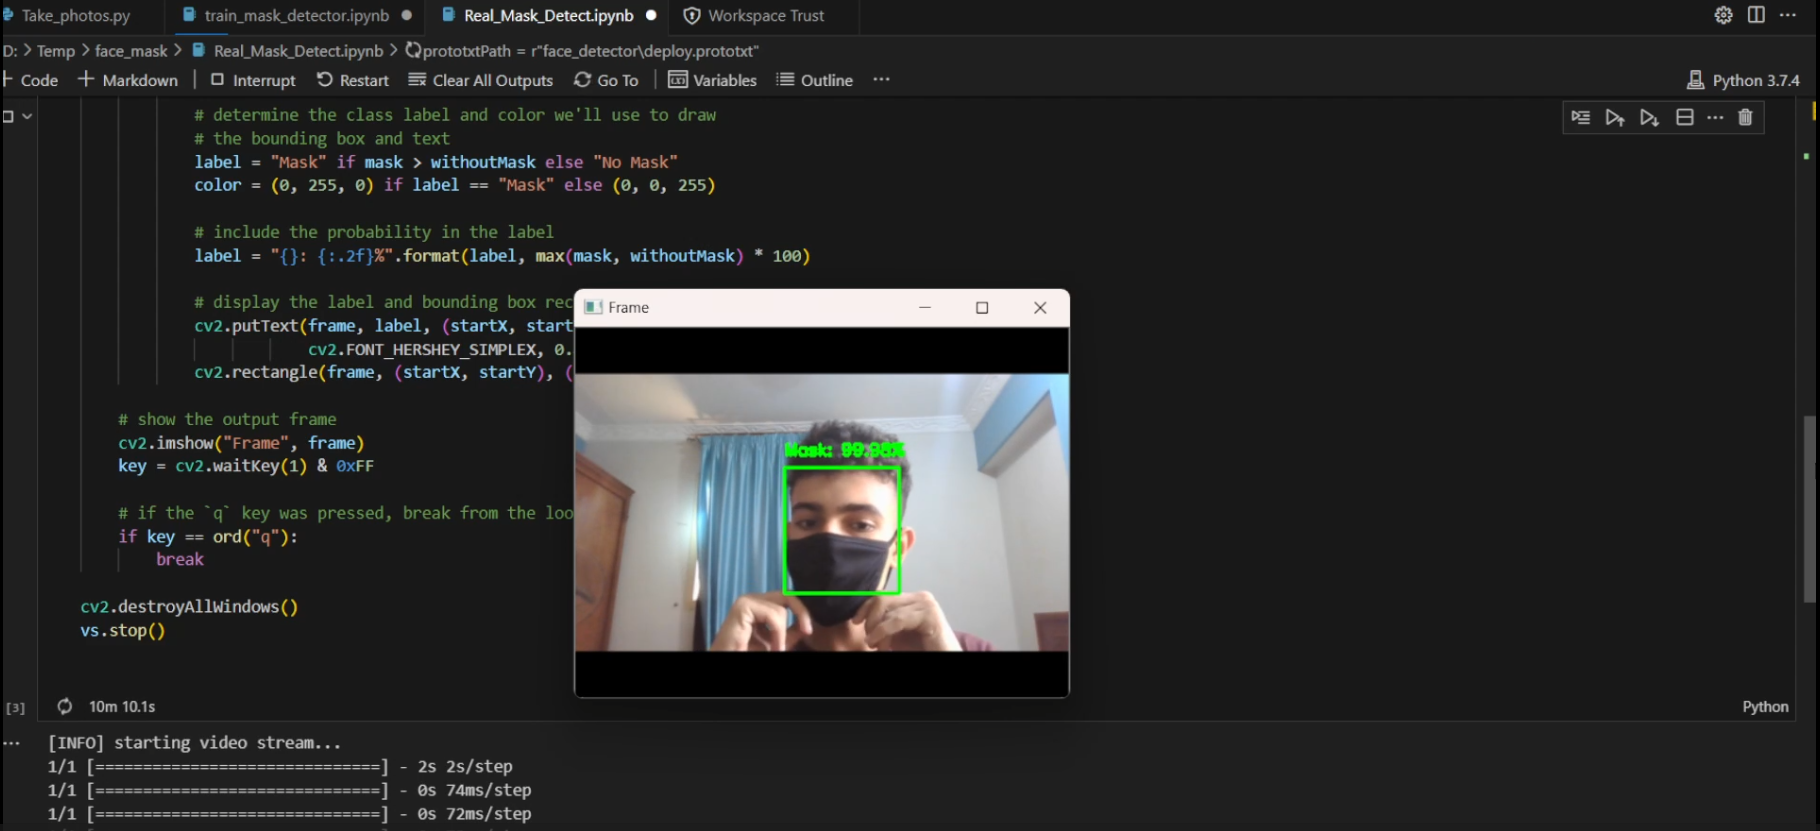 Take_photos.py
train_mask_detector.ipynb
Real_Mask_Detect.ipynb
Workspace Trust
D: > Temp > face_mask > Real_Mask_Detect.ipynb > prototxtPath = r"face_detector\deploy.prototxt"
+ Code + Markdown Interrupt Restart Clear All Outputs Go To Variables Outline ... Python 3.7.4
# determine the class label and color we'll use to draw
# the bounding box and text
label = "Mask" if mask > withoutMask else "No Mask"
color = (0, 255, 0) if label == "Mask" else (0, 0, 255)
# include the probability in the label
label = "{}: {:.2f}%".format(label, max(mask, withoutMask) * 100)
# display the label and bounding box rec
cv2.putText(frame, label, (startX, start
cv2.FONT_HERSHEY_SIMPLEX, 0.
cv2.rectangle(frame, (startX, startY), (
Frame
Mask: 99.98%
# show the output frame
cv2.imshow("Frame", frame)
key = cv2.waitKey(1) & 0xFF
# if the `q` key was pressed, break from the loo
if key == ord("q"):
break
cv2.destroyAllWindows()
vs.stop()
[3] 10m 10.1s Python
[INFO] starting video stream...
1/1 [==============================] - 2s 2s/step
1/1 [==============================] - 0s 74ms/step
1/1 [==============================] - 0s 72ms/step